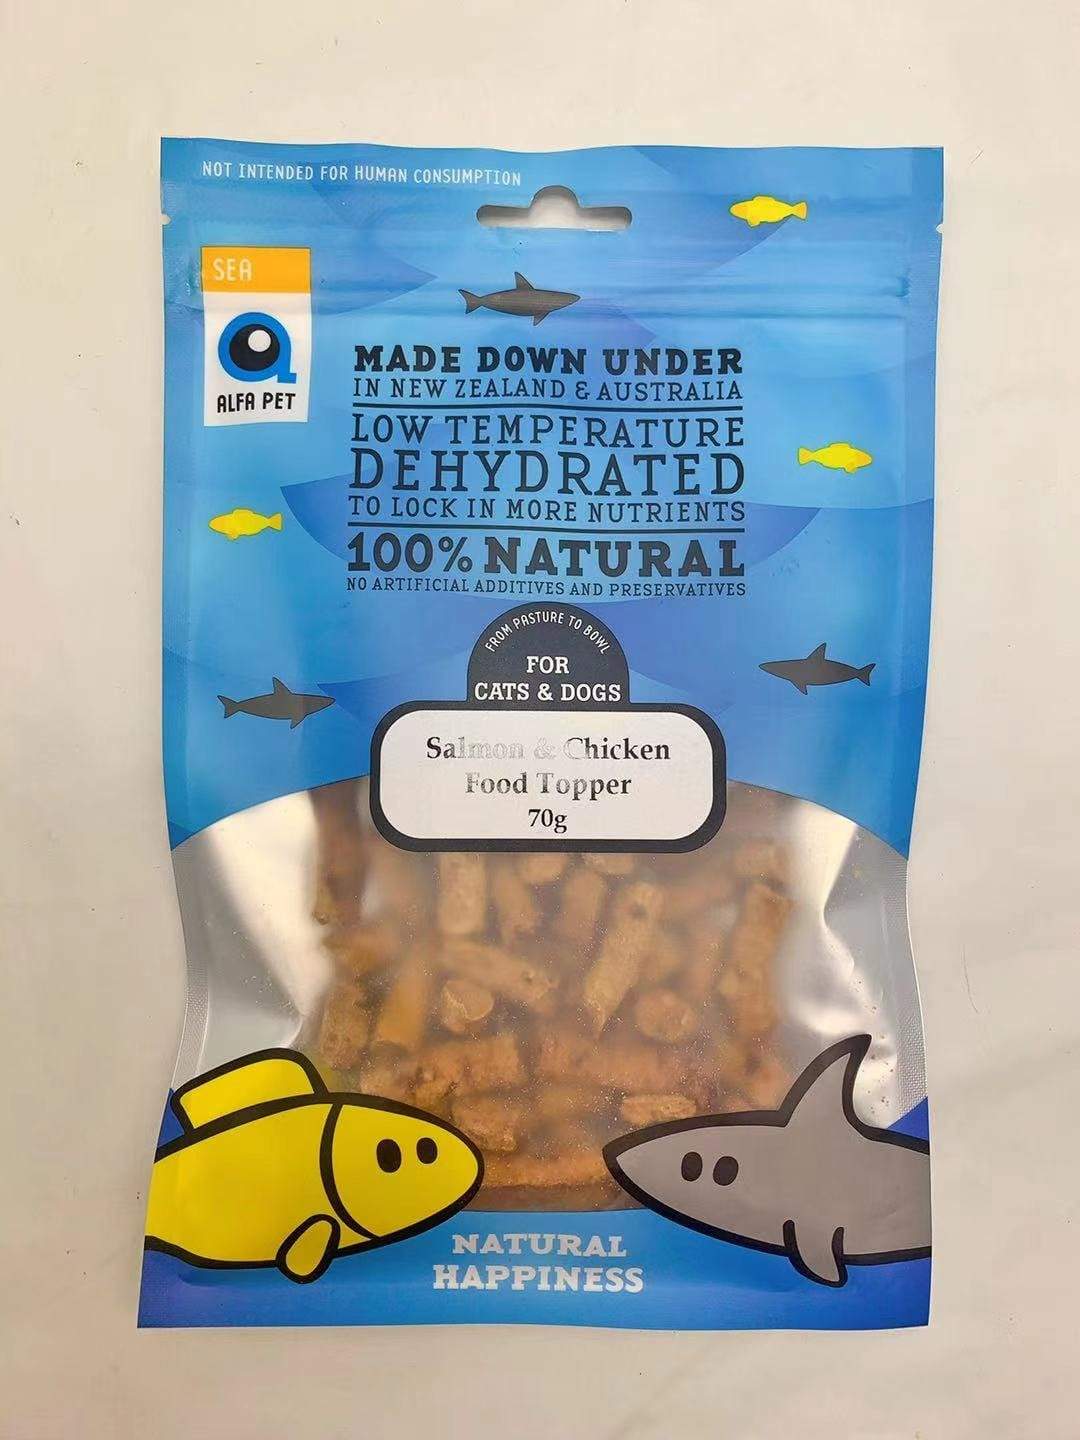 NOT INTENDED FOR HUMAN CONSUMPTION
SEA
ALFA PET
MADE DOWN UNDER
IN NEW ZEALAND & AUSTRALIA
LOW TEMPERATURE
DEHYDRATED
TO LOCK IN MORE NUTRIENTS
100% NATURAL
NO ARTIFICIAL ADDITIVES AND PRESERVATIVES
FROM PASTURE TO BOWL
FOR
CATS & DOGS
Salmon & Chicken
Food Topper
70g
NATURAL
HAPPINESS